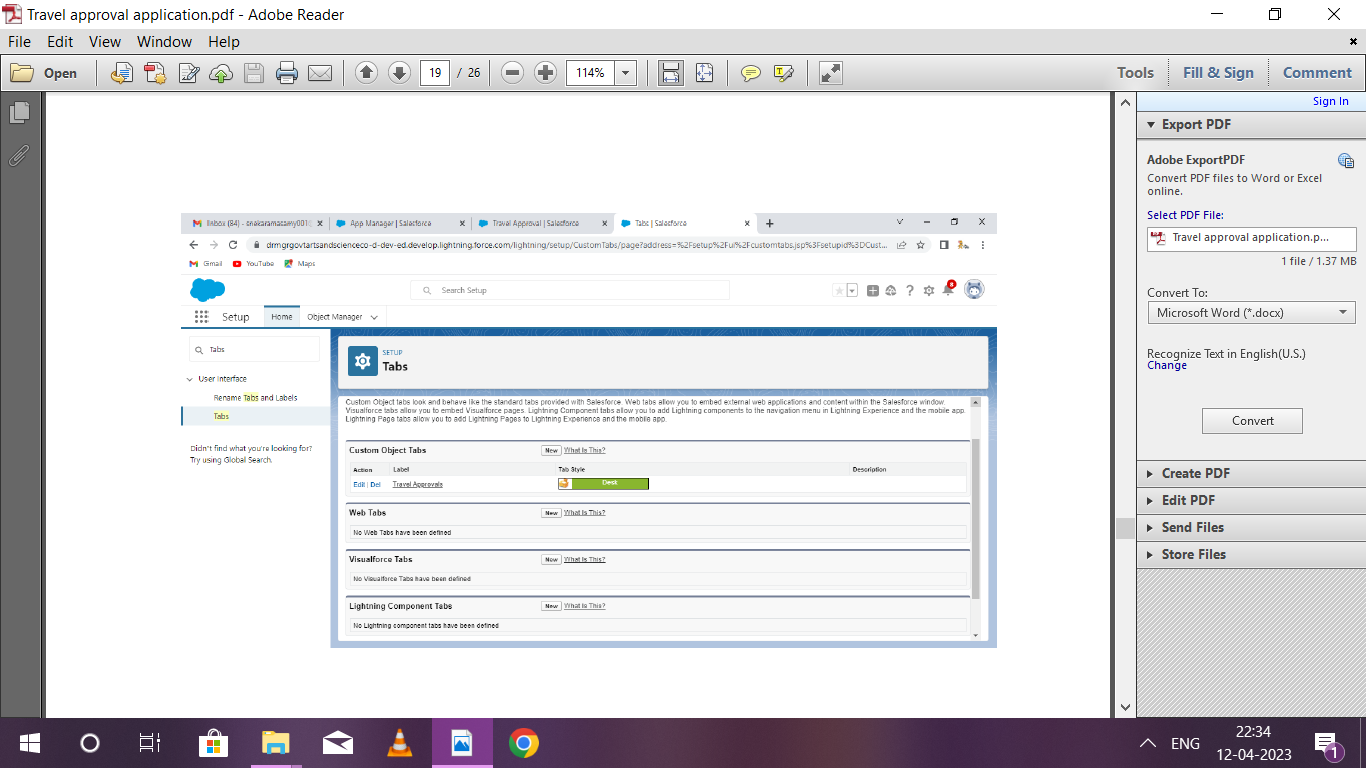 Travel approval application.pdf - Adobe Reader
File Edit View Window Help
Open 19 / 26 114% Tools Fill & Sign Comment
Sign In
Export PDF
Adobe ExportPDF
Convert PDF files to Word or Excel
online.
Select PDF File:
Travel approval application.p...
1 file / 1.37 MB
Convert To:
Microsoft Word (*.docx)
Recognize Text in English(U.S.)
Change
Convert
Create PDF
Edit PDF
Send Files
Store Files
Inbox (84) - snekaramasamy001@ App Manager | Salesforce Travel Approval | Salesforce Tabs | Salesforce
drmgrgovtartsandscienceco-d-dev-ed.develop.lightning.force.com/lightning/setup/CustomTabs/page?address=%2Fsetup%2Fui%2Fcustomtabs.jsp%3Fsetupid%3DCust...
Gmail YouTube Maps
Search Setup
8
Setup Home Object Manager
Tabs
User Interface
Rename Tabs and Labels
Tabs
Didn't find what you're looking for?
Try using Global Search.
SETUP
Tabs
Custom Object tabs look and behave like the standard tabs provided with Salesforce. Web tabs allow you to embed external web applications and content within the Salesforce window.
Visualforce tabs allow you to embed Visualforce pages. Lightning Component tabs allow you to add Lightning components to the navigation menu in Lightning Experience and the mobile app.
Lightning Page tabs allow you to add Lightning Pages to Lightning Experience and the mobile app.
Custom Object Tabs New What Is This?
Action Label Tab Style Description
Edit | Del Travel Approvals Desk
Web Tabs New What Is This?
No Web Tabs have been defined
Visualforce Tabs New What Is This?
No Visualforce Tabs have been defined
Lightning Component Tabs New What Is This?
No Lightning component tabs have been defined
ENG
22:34
12-04-2023
1